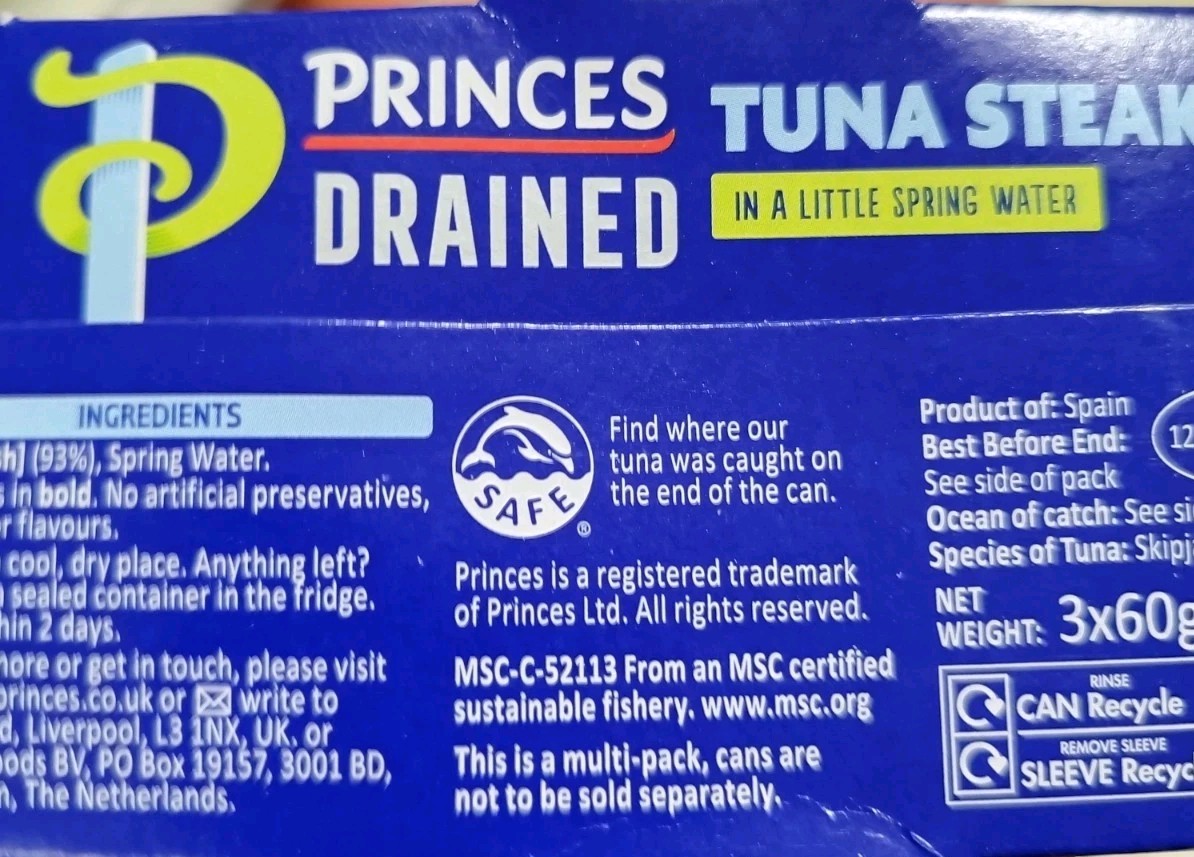 PRINCES
DRAINED
TUNA STEAK
IN A LITTLE SPRING WATER
INGREDIENTS
(93%), Spring Water.
in bold. No artificial preservatives,
flavours.
cool, dry place. Anything left?
sealed container in the fridge.
2 days.
or get in touch, please visit
princes.co.uk or write to
Liverpool, L3 1NX, UK. or
BV, PO Box 19157, 3001 BD,
The Netherlands.
SAFE
®
Find where our
tuna was caught on
the end of the can.
Princes is a registered trademark
of Princes Ltd. All rights reserved.
MSC-C-52113 From an MSC certified
sustainable fishery. www.msc.org
This is a multi-pack, cans are
not to be sold separately.
Product of: Spain
Best Before End:
See side of pack
Ocean of catch: See
Species of Tuna:
12
NET
WEIGHT: 3x60g
RINSE
CAN Recycle
REMOVE SLEEVE
SLEEVE